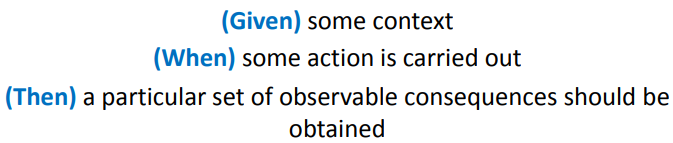 (Given) some context
(When) some action is carried out
(Then) a particular set of observable consequences should be
obtained